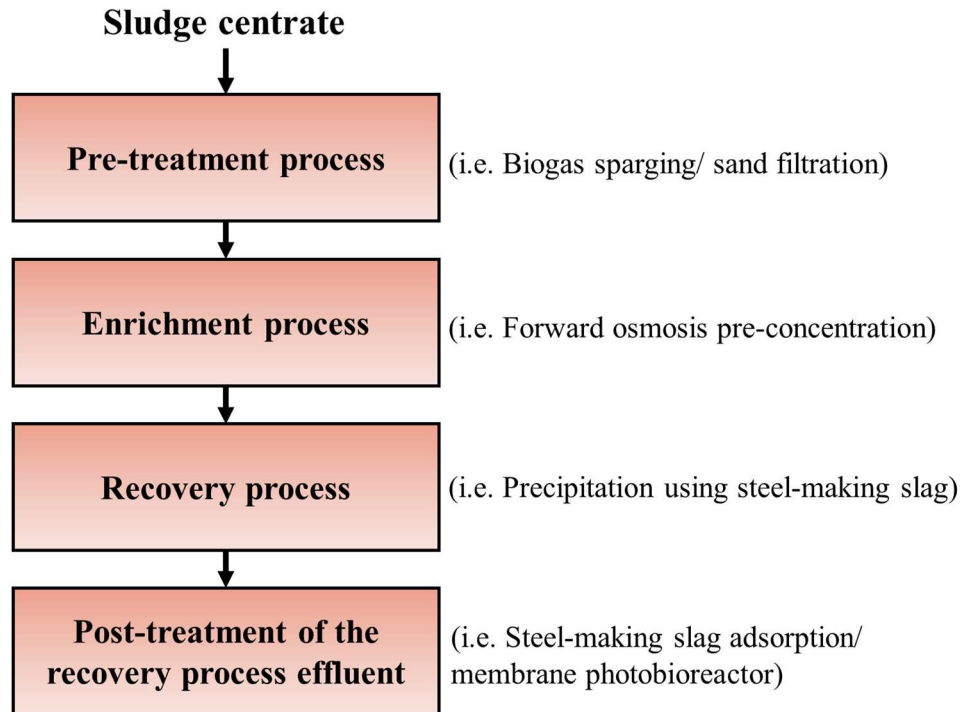 Sludge centrate
Pre-treatment process
(i.e. Biogas sparging/ sand filtration)
Enrichment process
(i.e. Forward osmosis pre-concentration)
Recovery process
(i.e. Precipitation using steel-making slag)
Post-treatment of the
recovery process effluent
(i.e. Steel-making slag adsorption/
membrane photobioreactor)